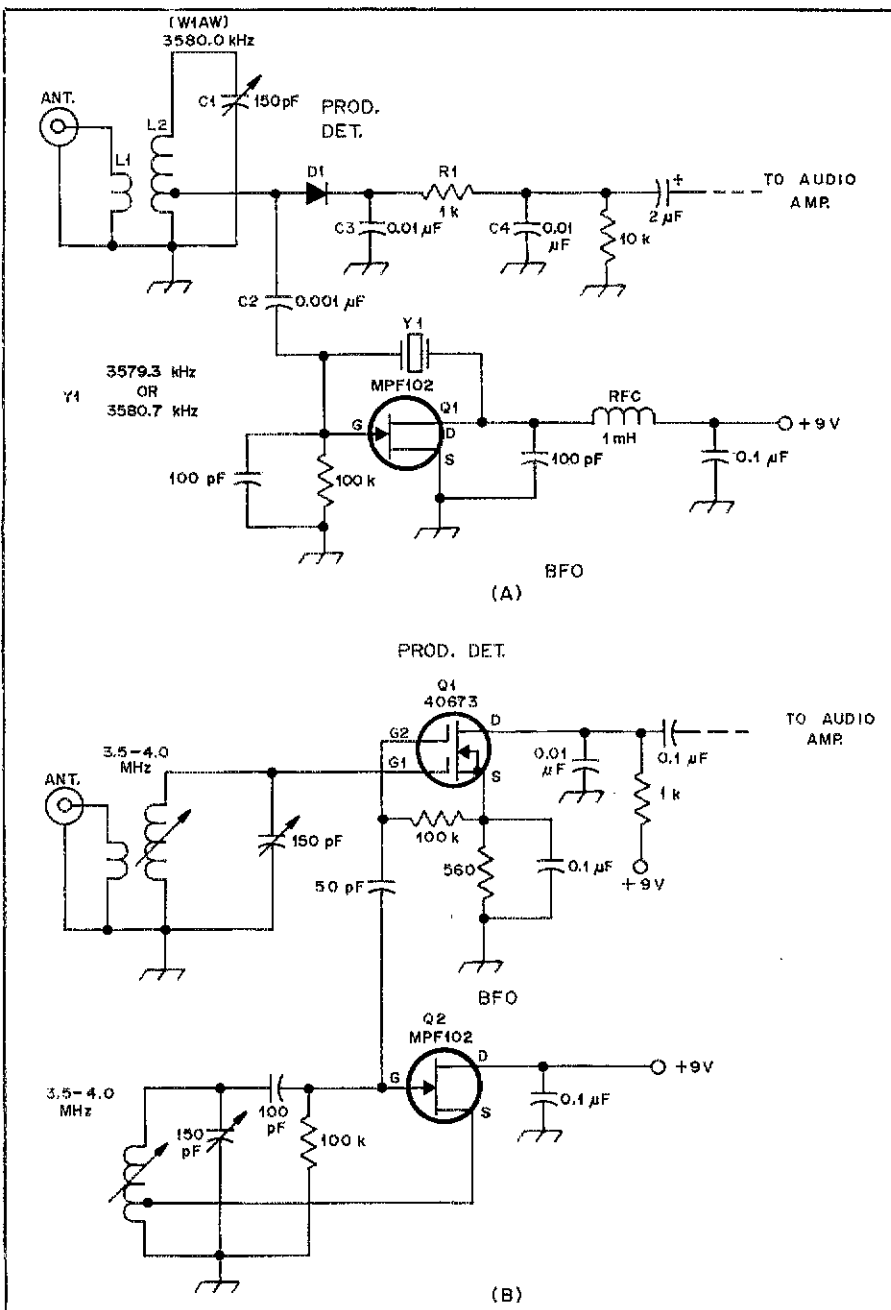 (W1AW)
3580.0 kHz
ANT.
C1
150pF
PROD.
DET.
L1
L2
D1
R1
1k
TO AUDIO
AMP.
2 µF
+
C3
0.01 µF
C4
0.01
µF
10 k
C2
0.001 µF
Y1
3579.3 kHz
OR
3580.7 kHz
Y1
MPF102
Q1
G
D
S
RFC
1 mH
+9V
100 pF
100 k
100 pF
0.1 µF
BFO
(A)
PROD. DET.
Q1
40673
G2
G1
D
S
TO AUDIO
AMP.
0.01
µF
0.1 µF
1 k
+9V
3.5-4.0
MHz
ANT.
150 pF
100 k
560
0.1 µF
50 pF
BFO
Q2
MPF102
G
D
S
+9V
0.1 µF
3.5-4.0
MHz
150
pF
100
pF
100 k
(B)